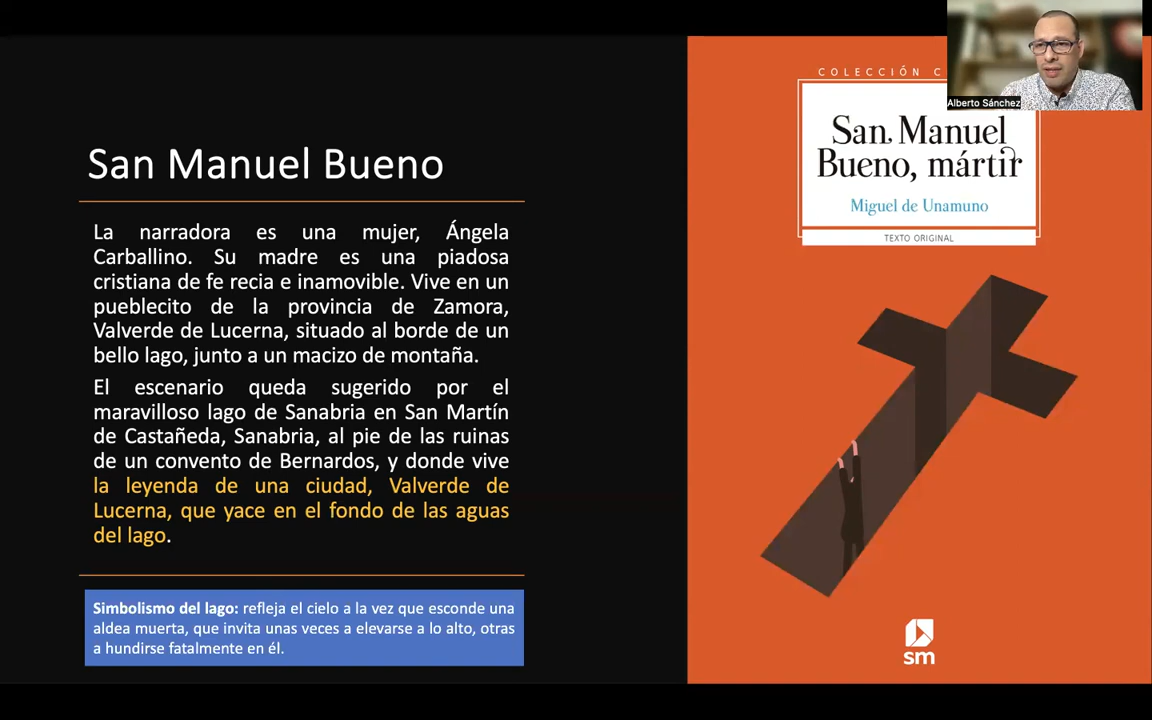 San Manuel Bueno
La narradora es una mujer, Ángela
Carballino. Su madre es una piadosa
cristiana de fe recia e inamovible. Vive en un
pueblecito de la provincia de Zamora,
Valverde de Lucerna, situado al borde de un
bello lago, junto a un macizo de montaña.
El escenario queda sugerido por el
maravilloso lago de Sanabria en San Martín
de Castañeda, Sanabria, al pie de las ruinas
de un convento de Bernardos, y donde vive
la leyenda de una ciudad, Valverde de
Lucerna, que yace en el fondo de las aguas
del lago.
Simbolismo del lago: refleja el cielo a la vez que esconde una
aldea muerta, que invita unas veces a elevarse a lo alto, otras
a hundirse fatalmente en él.
COLECCIÓN C
San Manuel
Bueno, mártir
Miguel de Unamuno
TEXTO ORIGINAL
sm
Alberto Sánchez